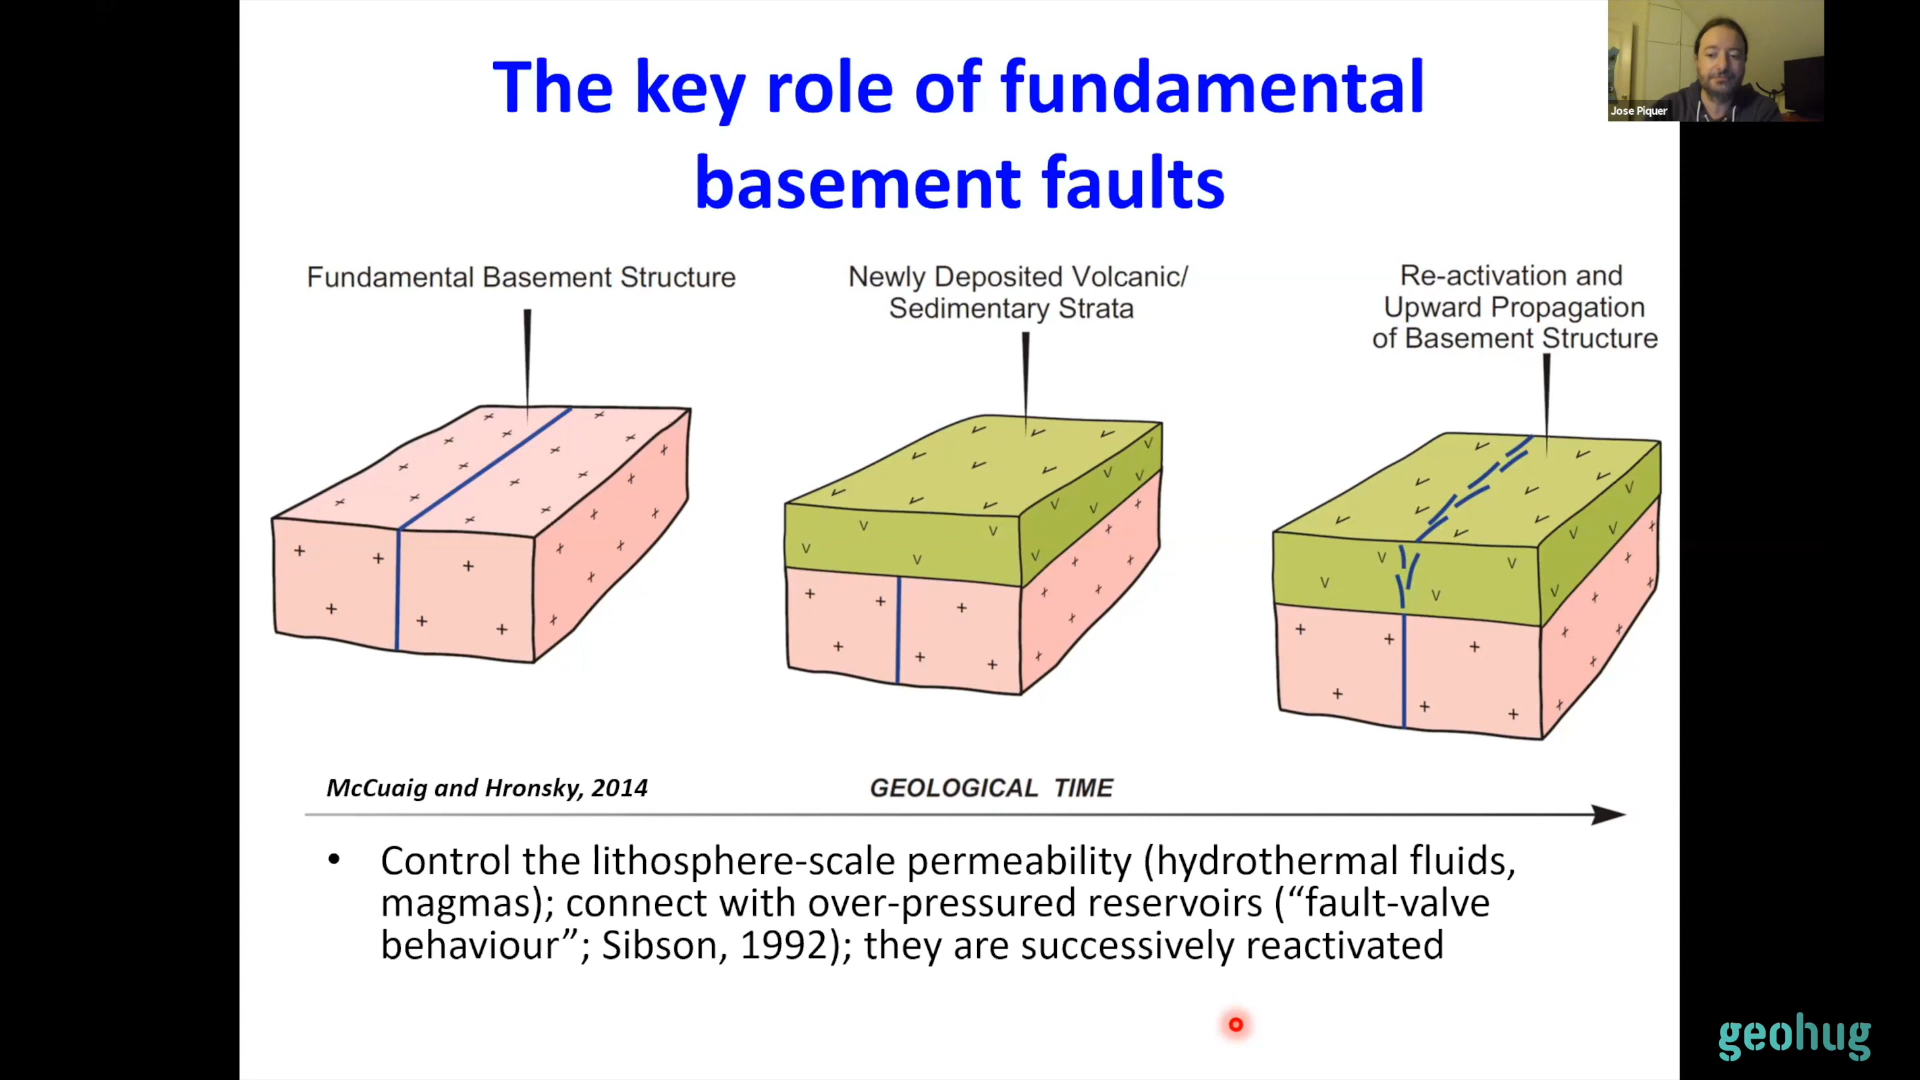 The key role of fundamental
basement faults
Jose Piquer
Fundamental Basement Structure
Newly Deposited Volcanic/
Sedimentary Strata
Re-activation and
Upward Propagation
of Basement Structure
McCuaig and Hronsky, 2014
GEOLOGICAL TIME
• Control the lithosphere-scale permeability (hydrothermal fluids,
magmas); connect with over-pressured reservoirs (“fault-valve
behaviour”; Sibson, 1992); they are successively reactivated
geohug